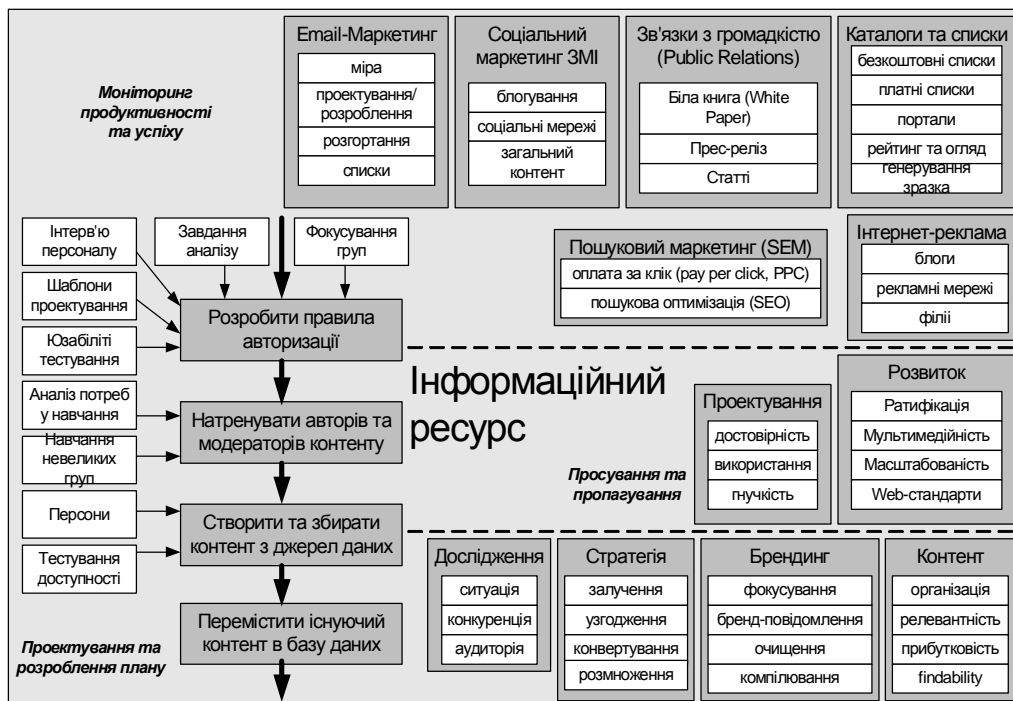 Email-Маркетинг
міра
проектування/
розроблення
розгортання
списки
Соціальний
маркетинг ЗМІ
блогування
соціальні мережі
загальний
контент
Зв'язки з громадкістю
(Public Relations)
Біла книга (White
Paper)
Прес-реліз
Статті
Каталоги та списки
безкоштовні списки
платні списки
портали
рейтинг та огляд
генерування
зразка
Моніторинг
продуктивності
та успіху
Інтерв'ю
персоналу
Завдання
аналізу
Фокусування
груп
Шаблони
проектування
Юзабіліті
тестування
Розробити правила
авторизації
Пошуковий маркетинг (SEM)
оплата за клік (pay per click, PPC)
пошукова оптимізація (SEO)
Інтернет-реклама
блоги
рекламні мережі
філії
Інформаційний
ресурс
Аналіз потреб
у навчання
Навчання
невеликих
груп
Натренувати авторів та
модераторів контенту
Проектування
достовірність
використання
гнучкість
Розвиток
Ратифікація
Мультимедійність
Масштабованість
Web-стандарти
Просування та
пропагування
Персони
Тестування
доступності
Створити та збирати
контент з джерел даних
Перемістити існуючий
контент в базу даних
Проектування та
розроблення плану
Дослідження
ситуація
конкуренція
аудиторія
Стратегія
залучення
узгодження
конвертування
розмноження
Брендинг
фокусування
бренд-повідомлення
очищення
компілювання
Контент
організація
релевантність
прибутковість
findability